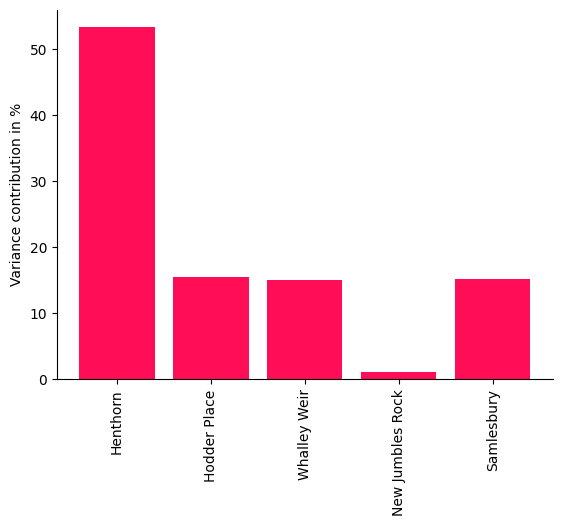 Variance contribution in %
50
40
30
20
10
0
Henthorn
Hodder Place
Whalley Weir
New Jumbles Rock
Samlesbury